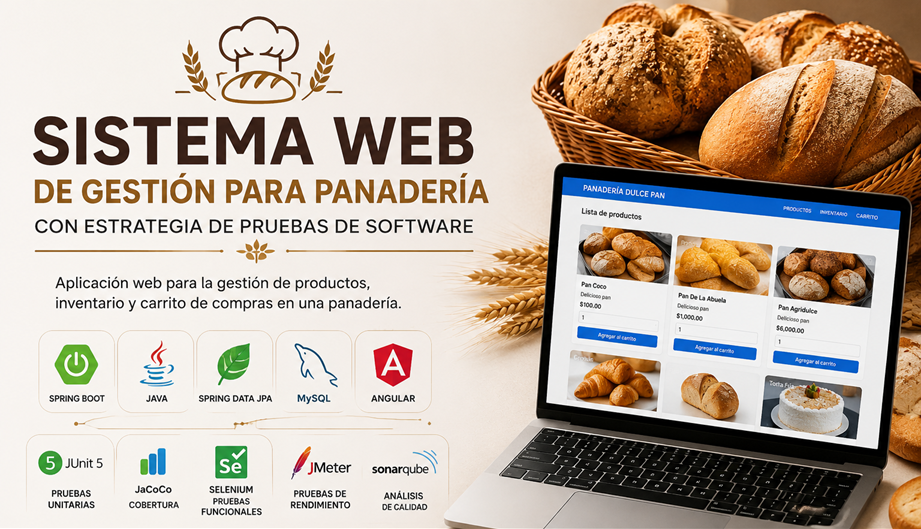 SISTEMA WEB
DE GESTIÓN PARA PANADERÍA
CON ESTRATEGIA DE PRUEBAS DE SOFTWARE
Aplicación web para la gestión de productos,
inventario y carrito de compras en una panadería.
SPRING BOOT
JAVA
SPRING DATA JPA
MySQL
ANGULAR
5 JUnit 5
PRUEBAS
UNITARIAS
JaCoCo
COBERTURA
Se
SELENIUM
PRUEBAS
FUNCIONALES
JMeter
PRUEBAS DE
RENDIMIENTO
sonarqube
ANÁLISIS
DE CALIDAD
PANADERÍA DULCE PAN
PRODUCTOS INVENTARIO CARRITO
Lista de productos
Pan Coco
Delicioso pan
$100.00
1
Agregar al carrito
Pan De La Abuela
Delicioso pan
$1,000.00
1
Agregar al carrito
Pan Agridulce
Delicioso pan
$6,000.00
1
Agregar al carrito